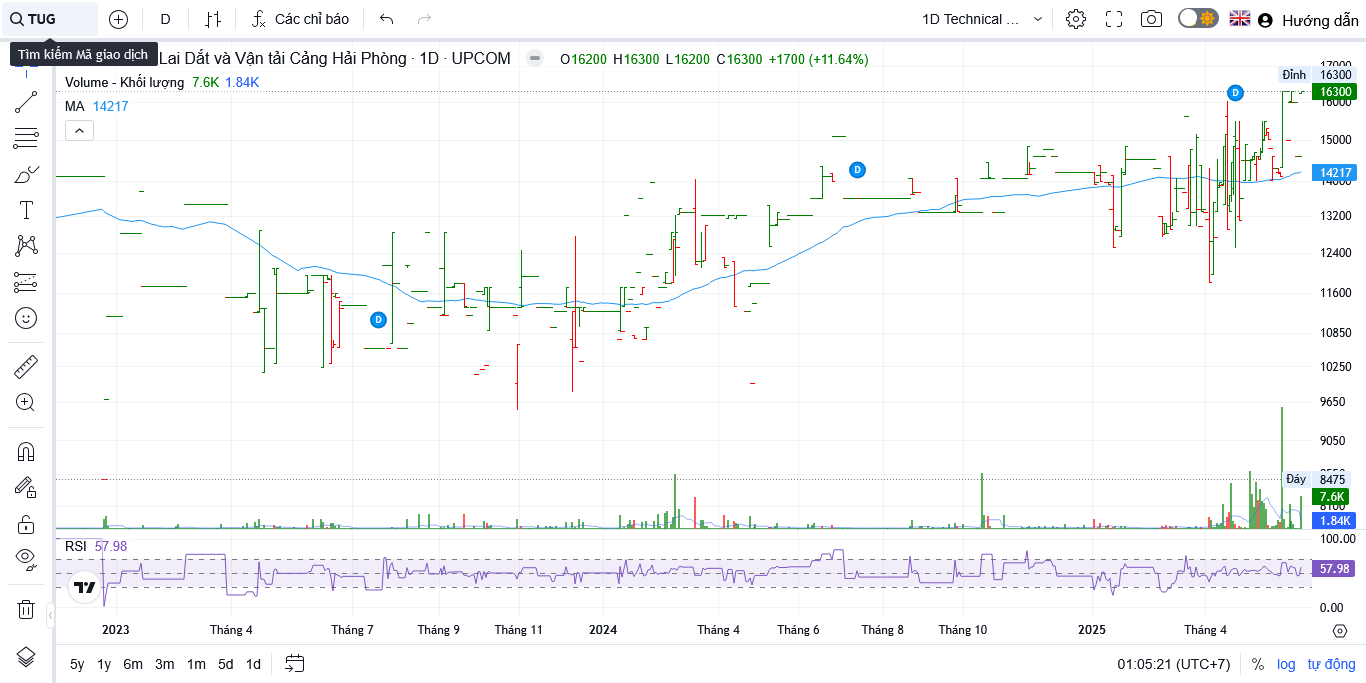 TUG
D
Các chỉ báo
1D Technical ...
Hướng dẫn
Tìm kiếm Mã giao dịch
Lai Dắt và Vận tải Cảng Hải Phòng · 1D · UPCOM
O16200 H16300 L16200 C16300 +1700 (+11.64%)
Volume - Khối lượng 7.6K 1.84K
MA 14217
17000
Đỉnh 16300
16300
16000
15000
14217
14000
13200
12400
11600
10850
10250
9650
9050
8550
Đáy 8475
7.6K
8100
1.84K
D
D
D
RSI 57.98
100.00
57.98
0.00
2023 Tháng 4 Tháng 7 Tháng 9 Tháng 11 2024 Tháng 4 Tháng 6 Tháng 8 Tháng 10 2025 Tháng 4
5y 1y 6m 3m 1m 5d 1d
01:05:21 (UTC+7) % log tự động